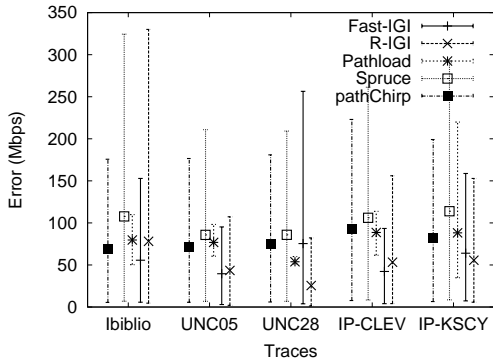 350
300
250
200
150
100
50
0
Error (Mbps)
Fast-IGI
R-IGI
Pathload
Spruce
pathChirp
Ibiblio
UNC05
UNC28
IP-CLEV
IP-KSCY
Traces